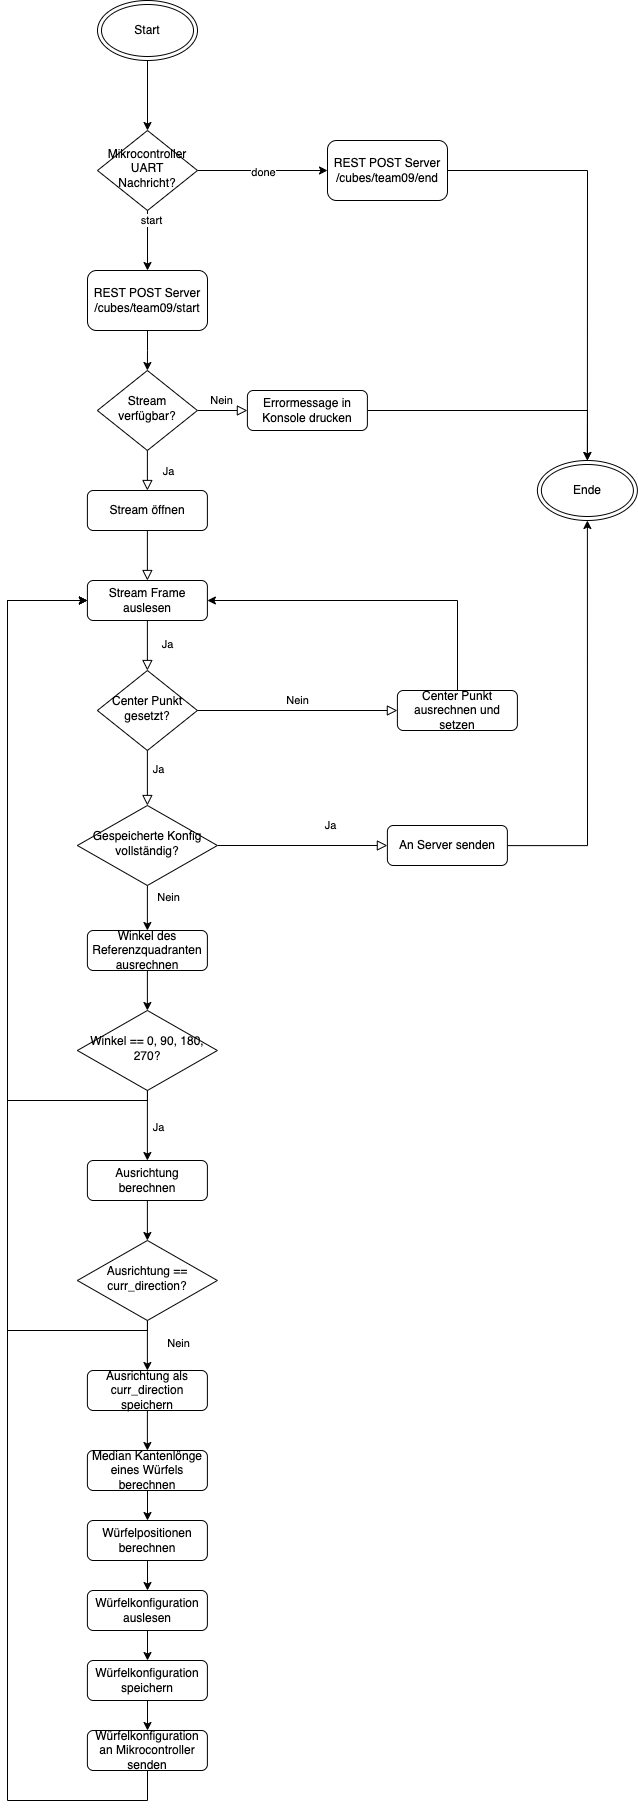 Start
Mikrocontroller
UART
Nachricht?
done
REST POST Server
/cubes/team09/end
start
REST POST Server
/cubes/team09/start
Stream
verfügbar?
Nein
Errormessage in
Konsole drucken
Ja
Stream öffnen
Ende
Stream Frame
auslesen
Ja
Center Punkt
gesetzt?
Nein
Center Punkt
ausrechnen und
setzen
Ja
Gespeicherte Konfig
vollständig?
Ja
An Server senden
Nein
Winkel des
Referenzquadranten
ausrechnen
Winkel == 0, 90, 180,
270?
Ja
Ausrichtung
berechnen
Ausrichtung ==
curr_direction?
Nein
Ausrichtung als
curr_direction
speichern
Median Kantenlönge
eines Würfels
berechnen
Würfelpositionen
berechnen
Würfelkonfiguration
auslesen
Würfelkonfiguration
speichern
Würfelkonfiguration
an Mikrocontroller
senden